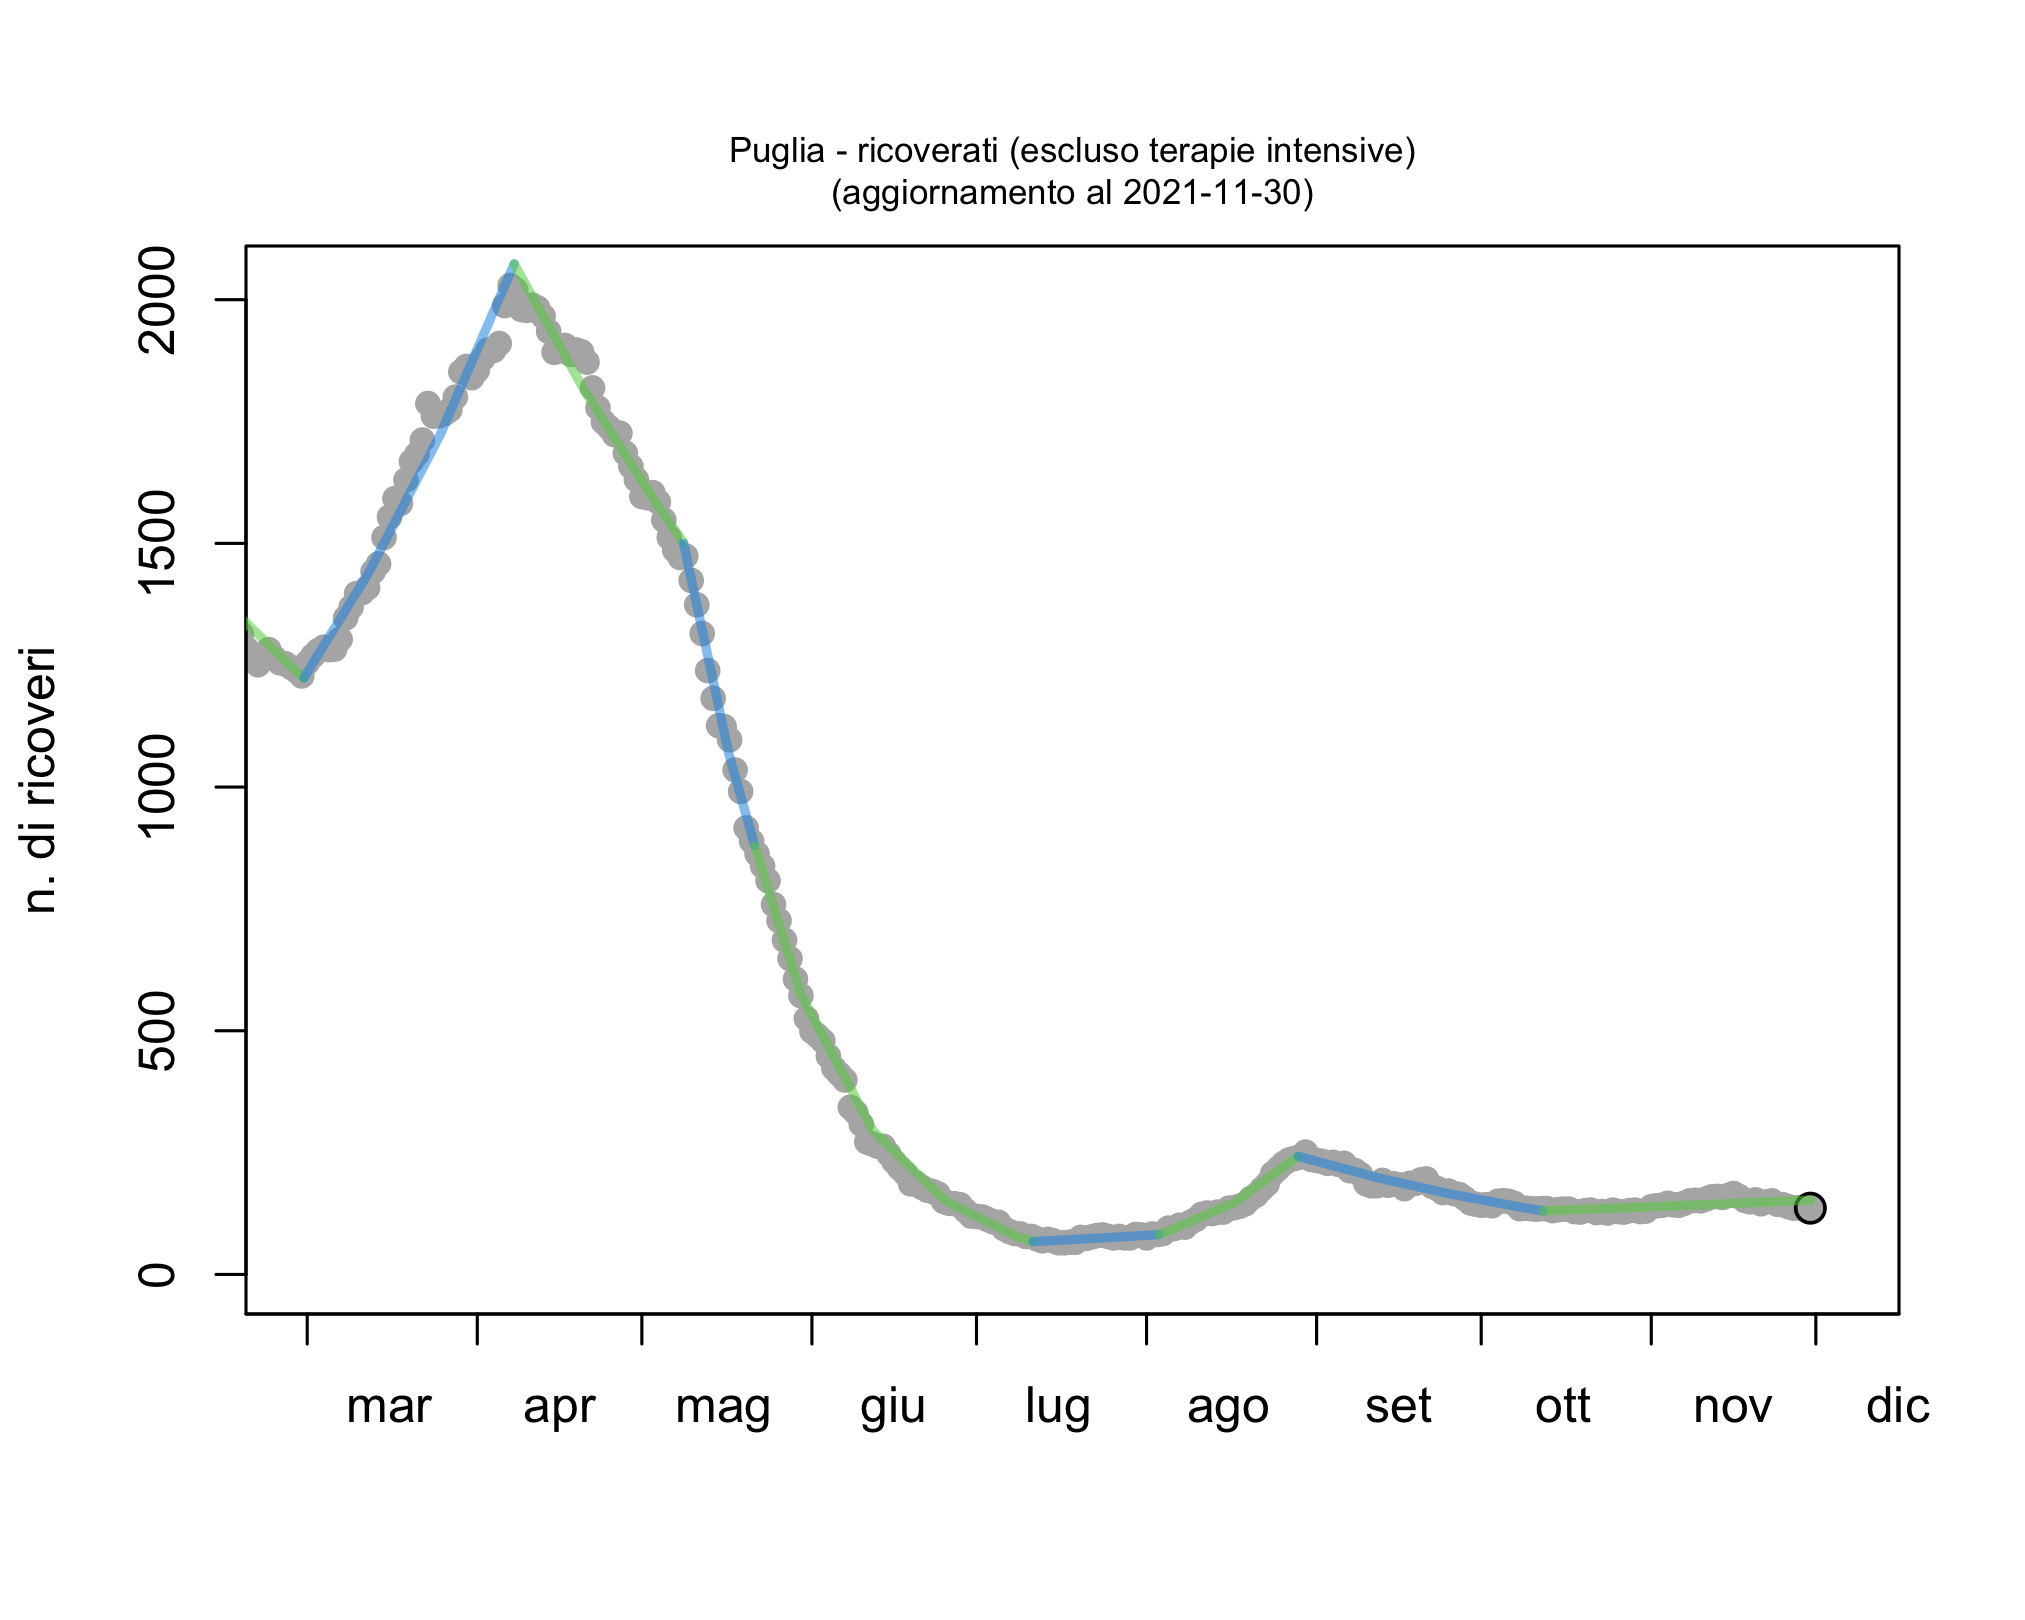 Puglia - ricoverati (escluso terapie intensive)
(aggiornamento al 2021-11-30)
n. di ricoveri
2000
1500
1000
500
0
mar apr mag giu lug ago set ott nov dic